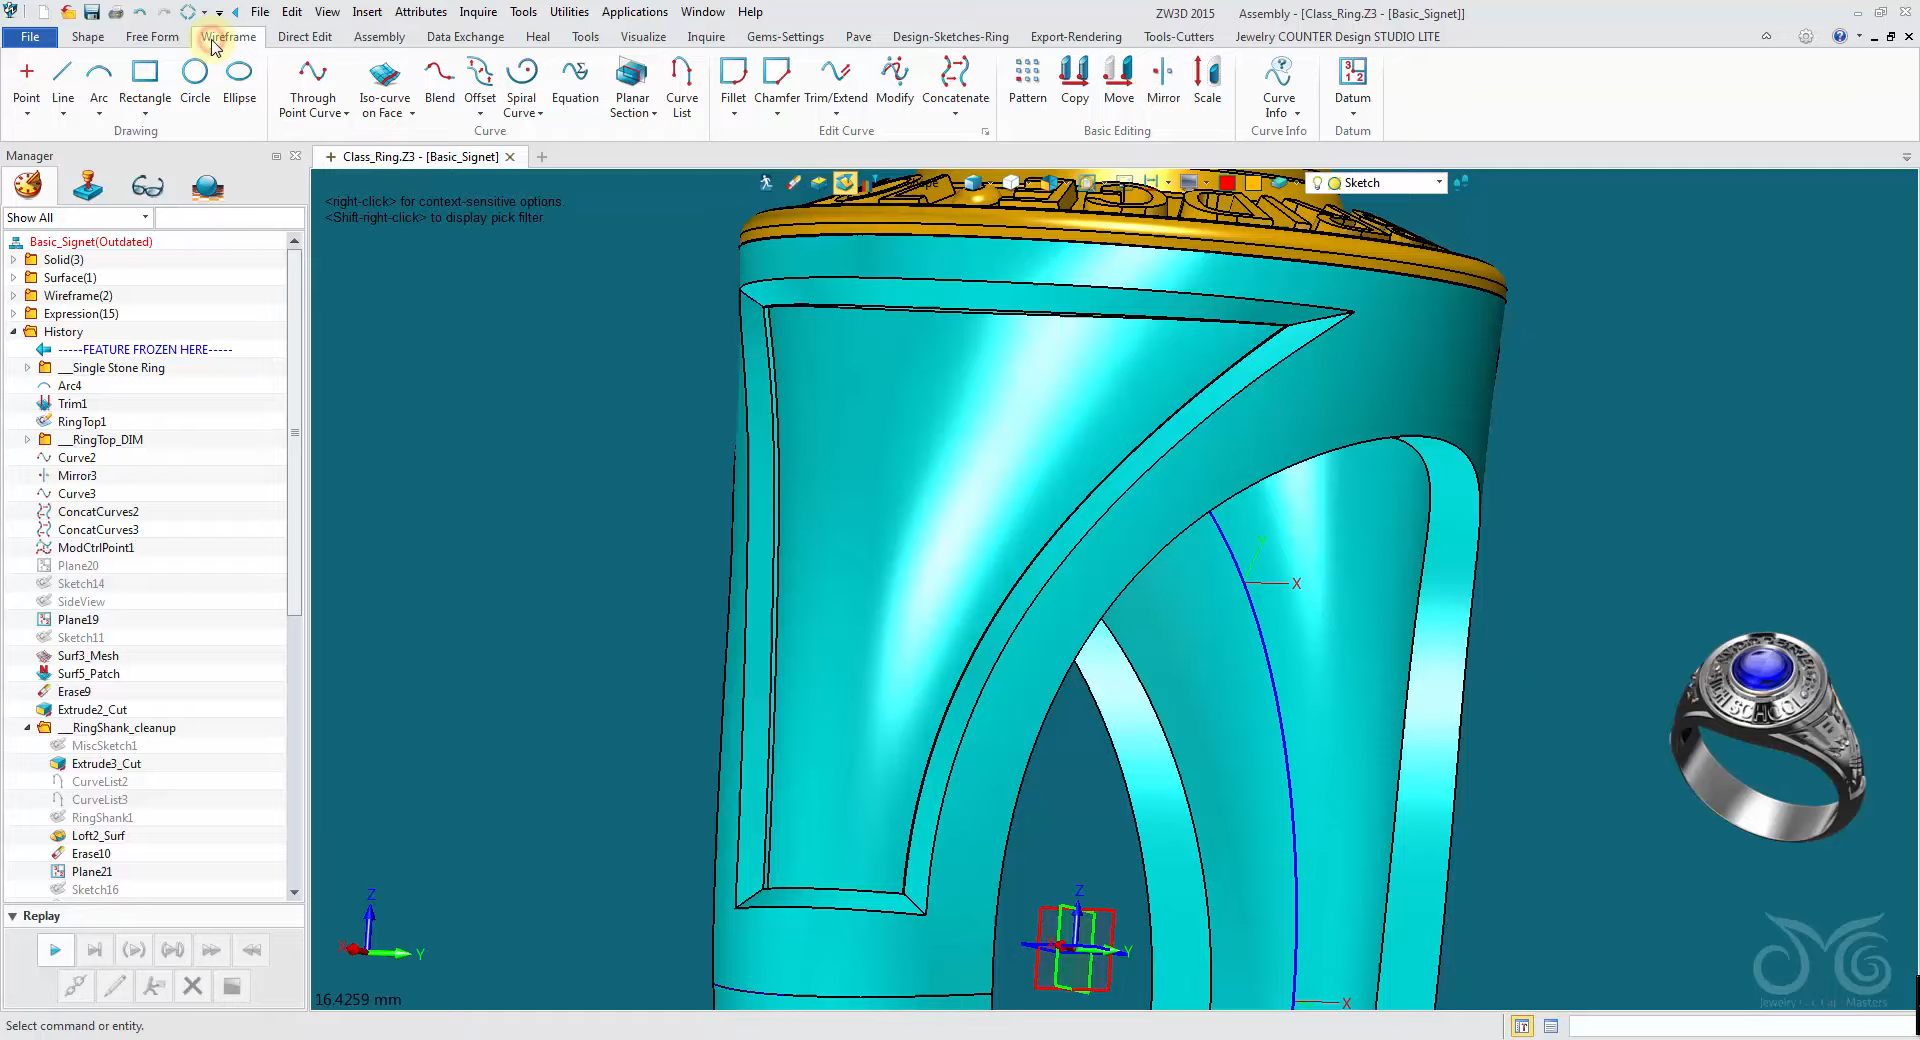 File Edit View Insert Attributes Inquire Tools Utilities Applications Window Help ZW3D 2015 Assembly - [Class_Ring.Z3 - [Basic_Signet]]
File Shape Free Form Wireframe Direct Edit Assembly Data Exchange Heal Tools Visualize Inquire Gems-Settings Pave Design-Sketches-Ring Export-Rendering Tools-Cutters Jewelry COUNTER Design STUDIO LITE
Point Line Arc Rectangle Circle Ellipse Through Point Curve Iso-curve on Face Blend Offset Spiral Curve Equation Planar Section Curve List Fillet Chamfer Trim/Extend Modify Concatenate Pattern Copy Move Mirror Scale Curve Info Datum
Drawing Curve Edit Curve Basic Editing Curve Info Datum
Manager
Class_Ring.Z3 - [Basic_Signet]
Sketch
<right-click> for context-sensitive options.
<Shift-right-click> to display pick filter.
Show All
Basic_Signet(Outdated)
Solid(3)
Surface(1)
Wireframe(2)
Expression(15)
History
-----FEATURE FROZEN HERE-----
__Single Stone Ring
Arc4
Trim1
RingTop1
__RingTop_DIM
Curve2
Mirror3
Curve3
ConcatCurves2
ConcatCurves3
ModCtrlPoint1
Plane20
Sketch14
SideView
Plane19
Sketch11
Surf3_Mesh
Surf5_Patch
Erase9
Extrude2_Cut
__RingShank_cleanup
MiscSketch1
Extrude3_Cut
CurveList2
CurveList3
RingShank1
Loft2_Surf
Erase10
Plane21
Sketch16
Replay
Y
X
Z
Y
X
Z
X
Y
SCHOOL
16.4259 mm
Select command or entity.